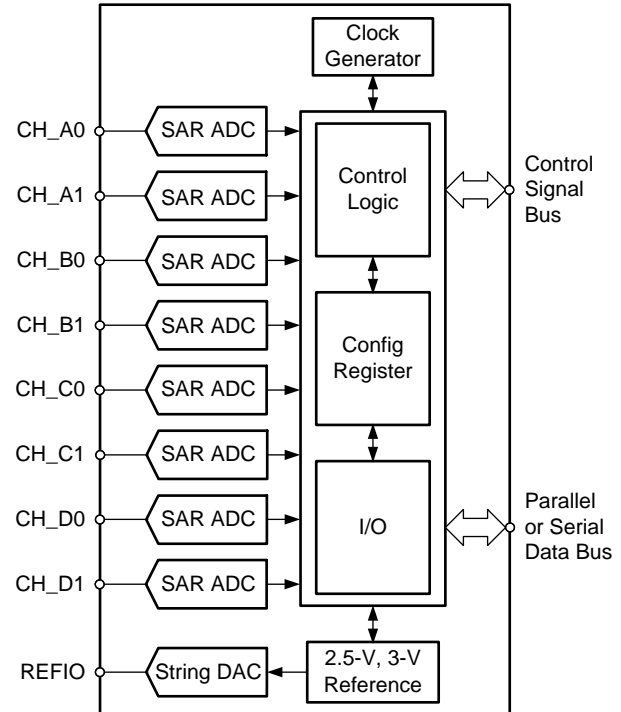 Clock
Generator
CH_A0
SAR ADC
CH_A1
SAR ADC
CH_B0
SAR ADC
CH_B1
SAR ADC
CH_C0
SAR ADC
CH_C1
SAR ADC
CH_D0
SAR ADC
CH_D1
SAR ADC
REFIO
String DAC
2.5-V, 3-V
Reference
Control
Logic
Config
Register
I/O
Control
Signal
Bus
Parallel
or Serial
Data Bus